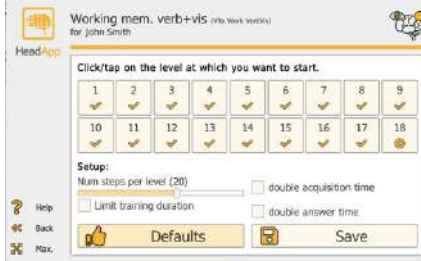 Working mem. verb+vis (Vis Work VerbVis)
for John Smith
HeadApp
Click/tap on the level at which you want to start.
1 2 3 4 5 6 7 8 9
10 11 12 13 14 15 16 17 18
Setup:
Num steps per level (20)
double acquisition time
Limit training duration
double answer time
Help
Back
Max.
Defaults
Save